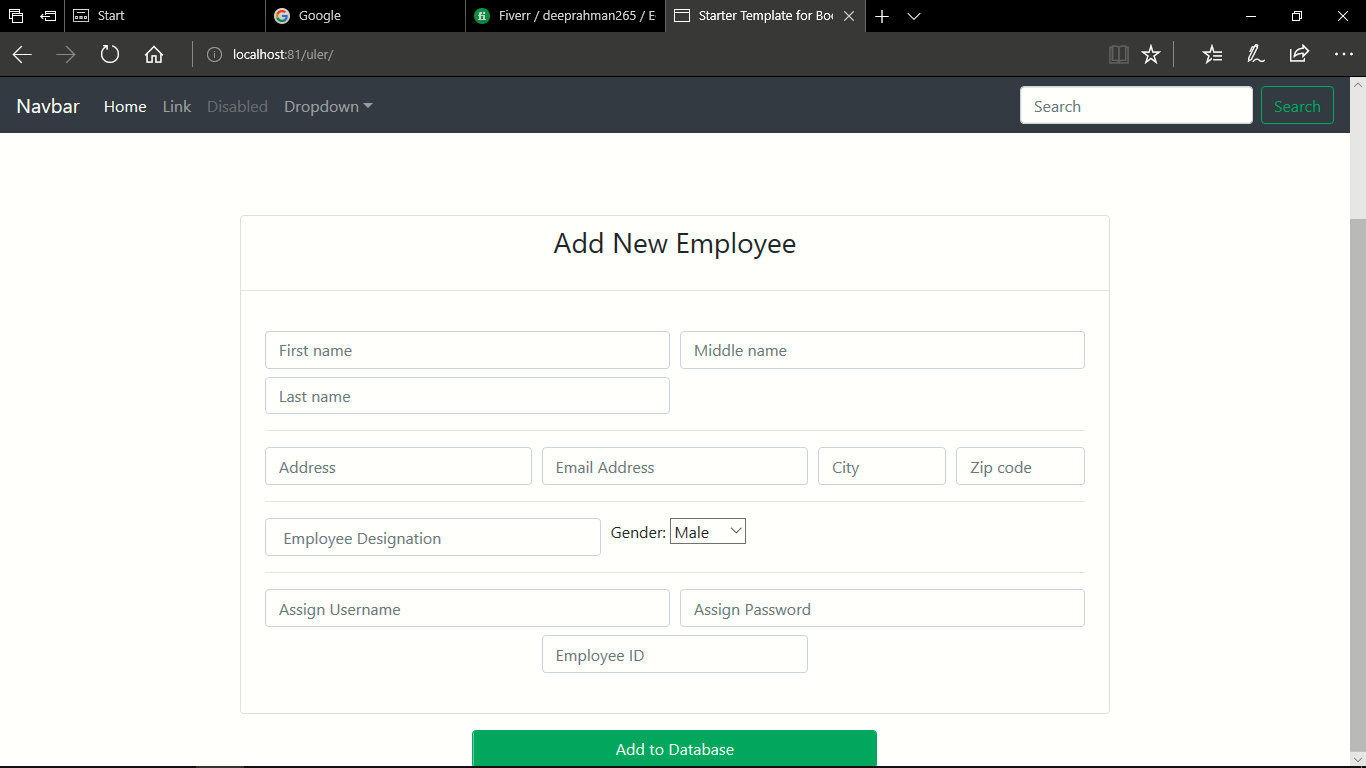 Start Google Fiverr / deeprahman265 / E Starter Template for Boo
localhost:81/uler/
Navbar Home Link Disabled Dropdown Search Search
Add New Employee
First name Middle name
Last name
Address Email Address City Zip code
Employee Designation Gender: Male
Assign Username Assign Password
Employee ID
Add to Database